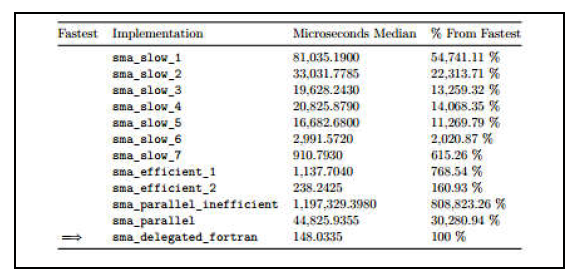 Fastest Implementation Microseconds Median % From Fastest
sma_slow_1 81,035.1900 54,741.11 %
sma_slow_2 33,031.7785 22,313.71 %
sma_slow_3 19,628.2430 13,259.32 %
sma_slow_4 20,825.8790 14,068.35 %
sma_slow_5 16,682.6800 11,269.79 %
sma_slow_6 2,991.5720 2,020.87 %
sma_slow_7 910.7930 615.26 %
sma_efficient_1 1,137.7040 768.54 %
sma_efficient_2 238.2425 160.93 %
sma_parallel_inefficient 1,197,329.3980 808,823.26 %
sma_parallel 44,825.9355 30,280.94 %
⟹ sma_delegated_fortran 148.0335 100 %